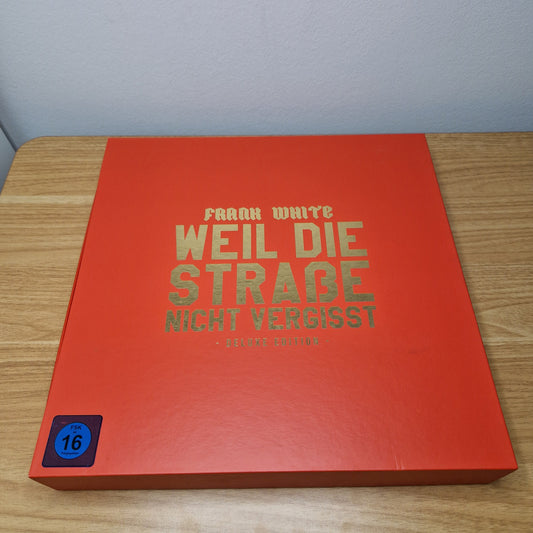 FRANK WHITE
WEIL DIE
STRAẞE
NICHT VERGISST
- DELUXE EDITION -
FSK
16